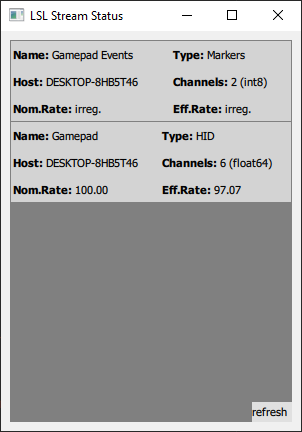 LSL Stream Status
Name: Gamepad Events Type: Markers
Host: DESKTOP-8HB5T46 Channels: 2 (int8)
Nom.Rate: irreg. Eff.Rate: irreg.
Name: Gamepad Type: HID
Host: DESKTOP-8HB5T46 Channels: 6 (float64)
Nom.Rate: 100.00 Eff.Rate: 97.07
refresh